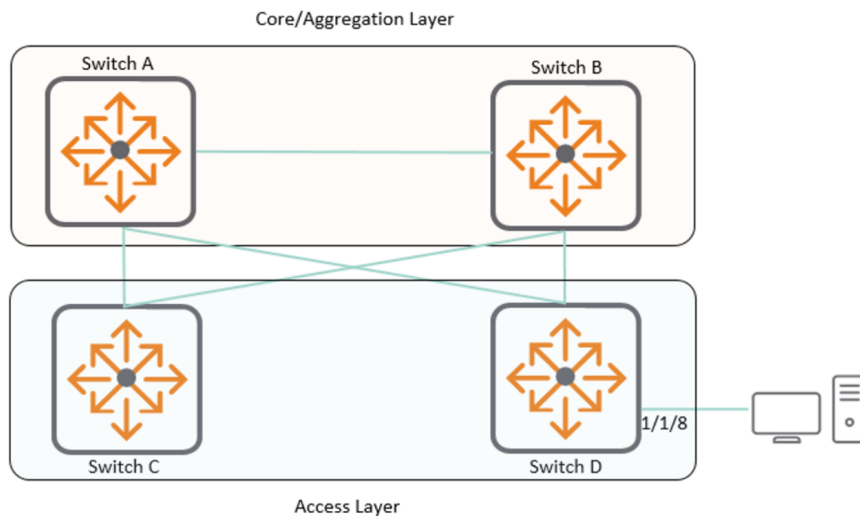 Core/Aggregation Layer
Switch A
Switch B
Switch C
Switch D
1/1/8
Access Layer